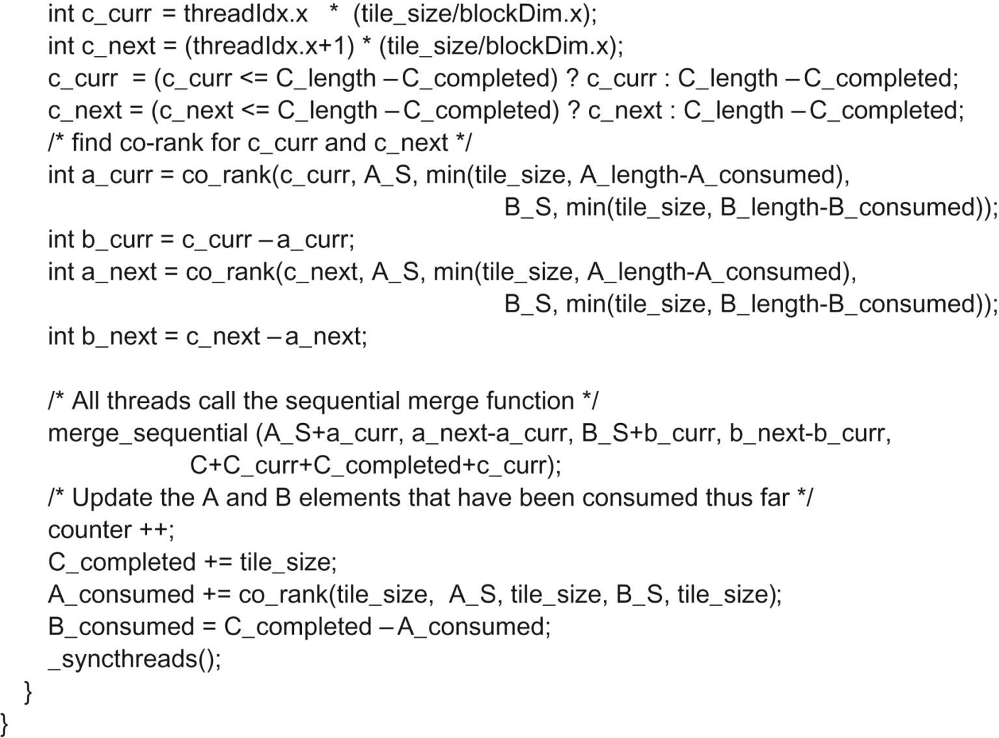 int c_curr = threadIdx.x * (tile_size/blockDim.x);
int c_next = (threadIdx.x+1) * (tile_size/blockDim.x);
c_curr = (c_curr <= C_length – C_completed) ? c_curr : C_length – C_completed;
c_next = (c_next <= C_length – C_completed) ? c_next : C_length – C_completed;
/* find co-rank for c_curr and c_next */
int a_curr = co_rank(c_curr, A_S, min(tile_size, A_length-A_consumed),
B_S, min(tile_size, B_length-B_consumed));
int b_curr = c_curr – a_curr;
int a_next = co_rank(c_next, A_S, min(tile_size, A_length-A_consumed),
B_S, min(tile_size, B_length-B_consumed));
int b_next = c_next – a_next;
/* All threads call the sequential merge function */
merge_sequential (A_S+a_curr, a_next-a_curr, B_S+b_curr, b_next-b_curr,
C+C_curr+C_completed+c_curr);
/* Update the A and B elements that have been consumed thus far */
counter ++;
C_completed += tile_size;
A_consumed += co_rank(tile_size, A_S, tile_size, B_S, tile_size);
B_consumed = C_completed – A_consumed;
_syncthreads();
}
}